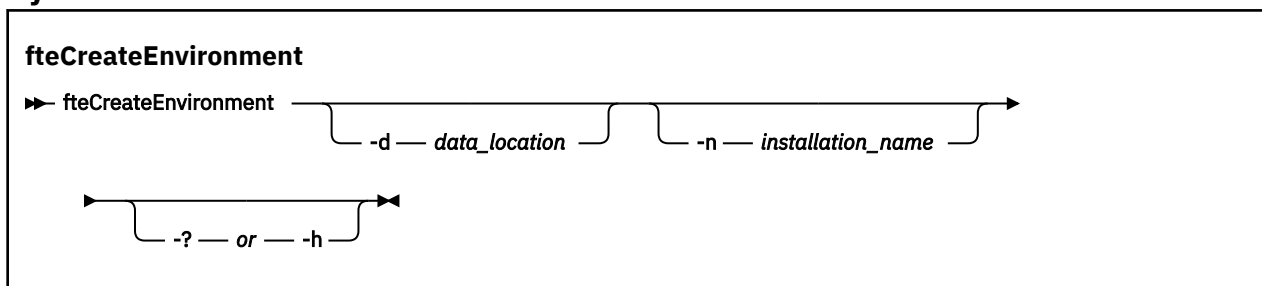 fteCreateEnvironment
fteCreateEnvironment
-d data_location -n installation_name
-? or -h